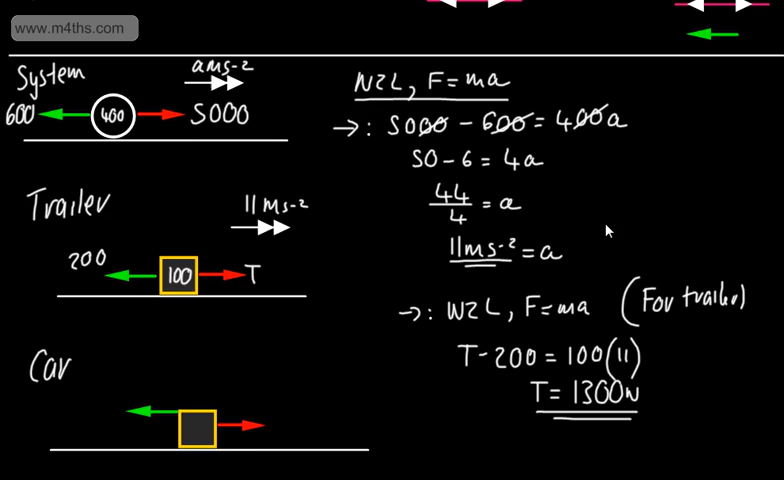 www.m4ths.com
System
ams-2
600 400 5000
N2L, F=ma
→: 5000 - 600 = 400a
50 - 6 = 4a
44/4 = a
11ms-2 = a
Trailer
11ms-2
200 100 T
→: N2L, F=ma (For trailer)
T-200 = 100(11)
T = 1300N
Car